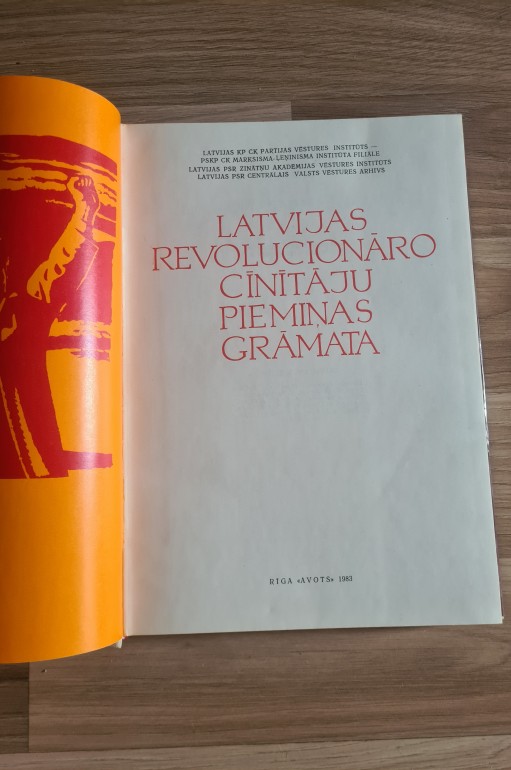 LATVIJAS KP CK PARTIJAS VĒSTURES INSTITŪTS —
PSKP CK MARKSISMA-ĻEŅINISMA INSTITŪTA FILIĀLE
LATVIJAS PSR ZINĀTŅU AKADĒMIJAS VĒSTURES INSTITŪTS
LATVIJAS PSR CENTRĀLAIS VALSTS VĒSTURES ARHĪVS
LATVIJAS
REVOLUCIONĀRO
CĪNĪTĀJU
PIEMIŅAS
GRĀMATA
RĪGA «AVOTS» 1983